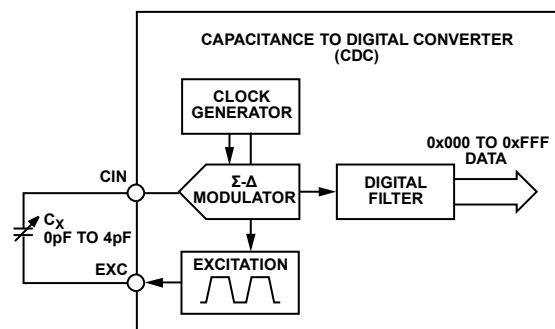 CAPACITANCE TO DIGITAL CONVERTER
(CDC)
CLOCK
GENERATOR
0x000 TO 0xFFF
DATA
CIN
Σ-Δ
MODULATOR
DIGITAL
FILTER
CX
0pF TO 4pF
EXC
EXCITATION